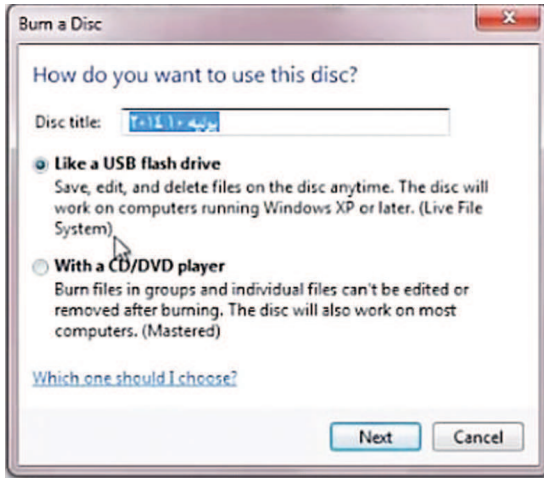 Burn a Disc
How do you want to use this disc?
Disc title: يوليه ١٠ ٢٠١٤
Like a USB flash drive
Save, edit, and delete files on the disc anytime. The disc will
work on computers running Windows XP or later. (Live File
System)
With a CD/DVD player
Burn files in groups and individual files can't be edited or
removed after burning. The disc will also work on most
computers. (Mastered)
Which one should I choose?
Next Cancel